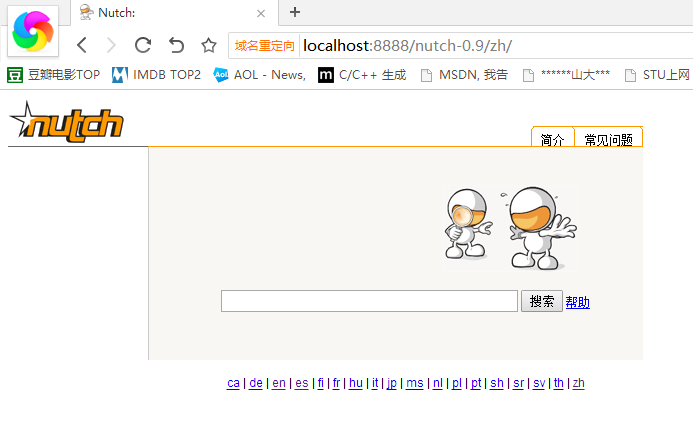 Nutch:
域名重定向 localhost:8888/nutch-0.9/zh/
豆瓣电影TOP IMDB TOP2 AOL - News, C/C++ 生成 MSDN, 我告 ******山大*** STU上网
nutch
简介 常见问题
搜索 帮助
ca | de | en | es | fi | fr | hu | it | jp | ms | nl | pl | pt | sh | sr | sv | th | zh